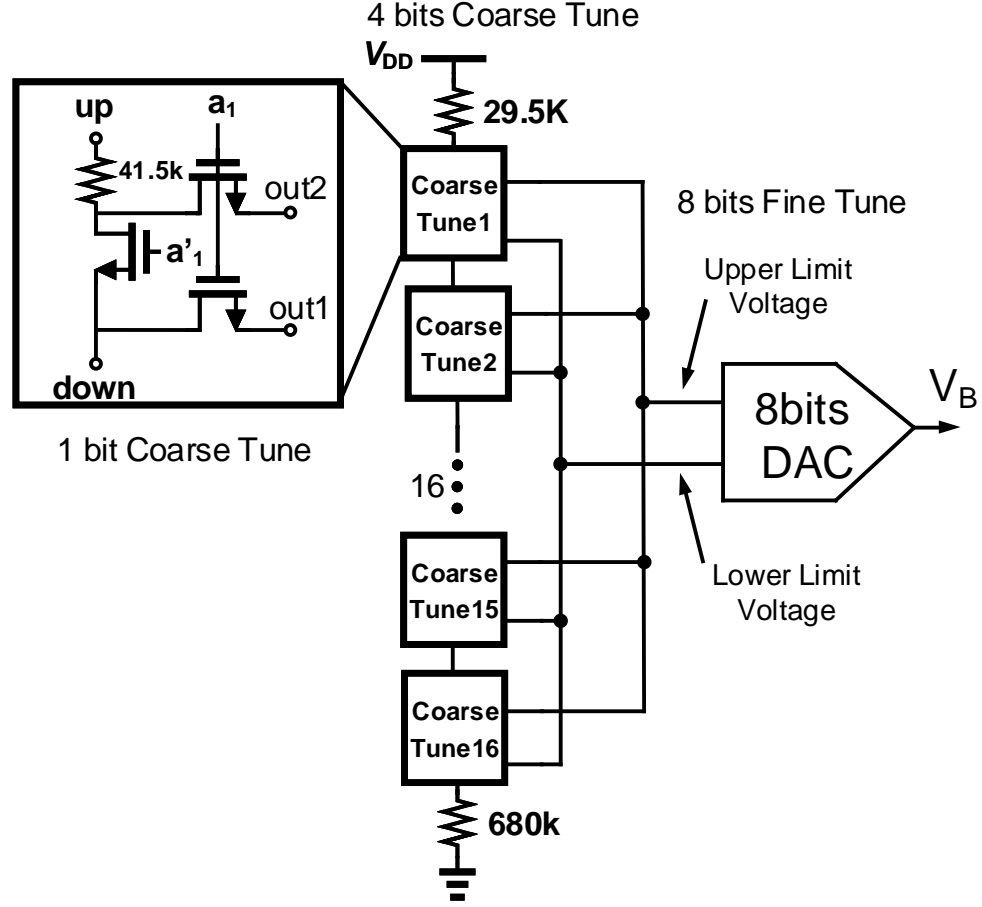 4 bits Coarse Tune
VDD
29.5K
up
a1
41.5k
out2
a'1
out1
down
1 bit Coarse Tune
Coarse
Tune1
Coarse
Tune2
16
Coarse
Tune15
Coarse
Tune16
680k
8 bits Fine Tune
Upper Limit
Voltage
8bits
DAC
VB
Lower Limit
Voltage